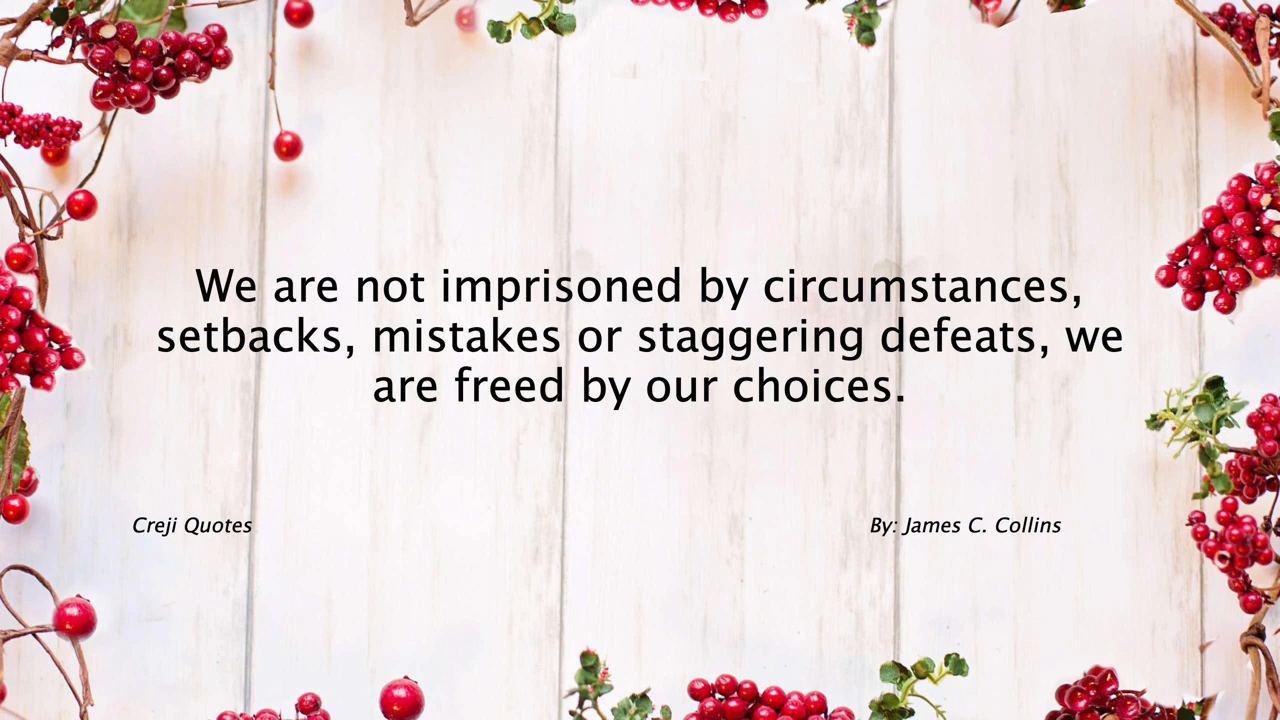 We are not imprisoned by circumstances,
setbacks, mistakes or staggering defeats, we
are freed by our choices.
Creji Quotes
By: James C. Collins